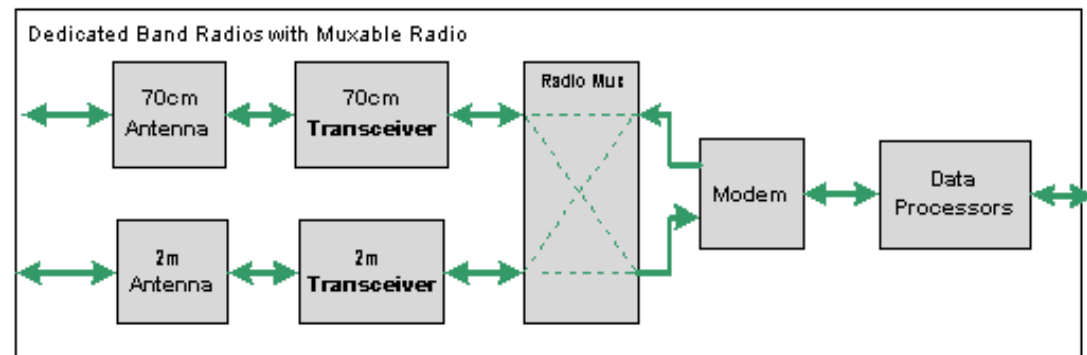 Dedicated Band Radios with Muxable Radio
70cm
Antenna
70cm
Transceiver
Radio Mux
Modem
Data
Processors
2m
Antenna
2m
Transceiver